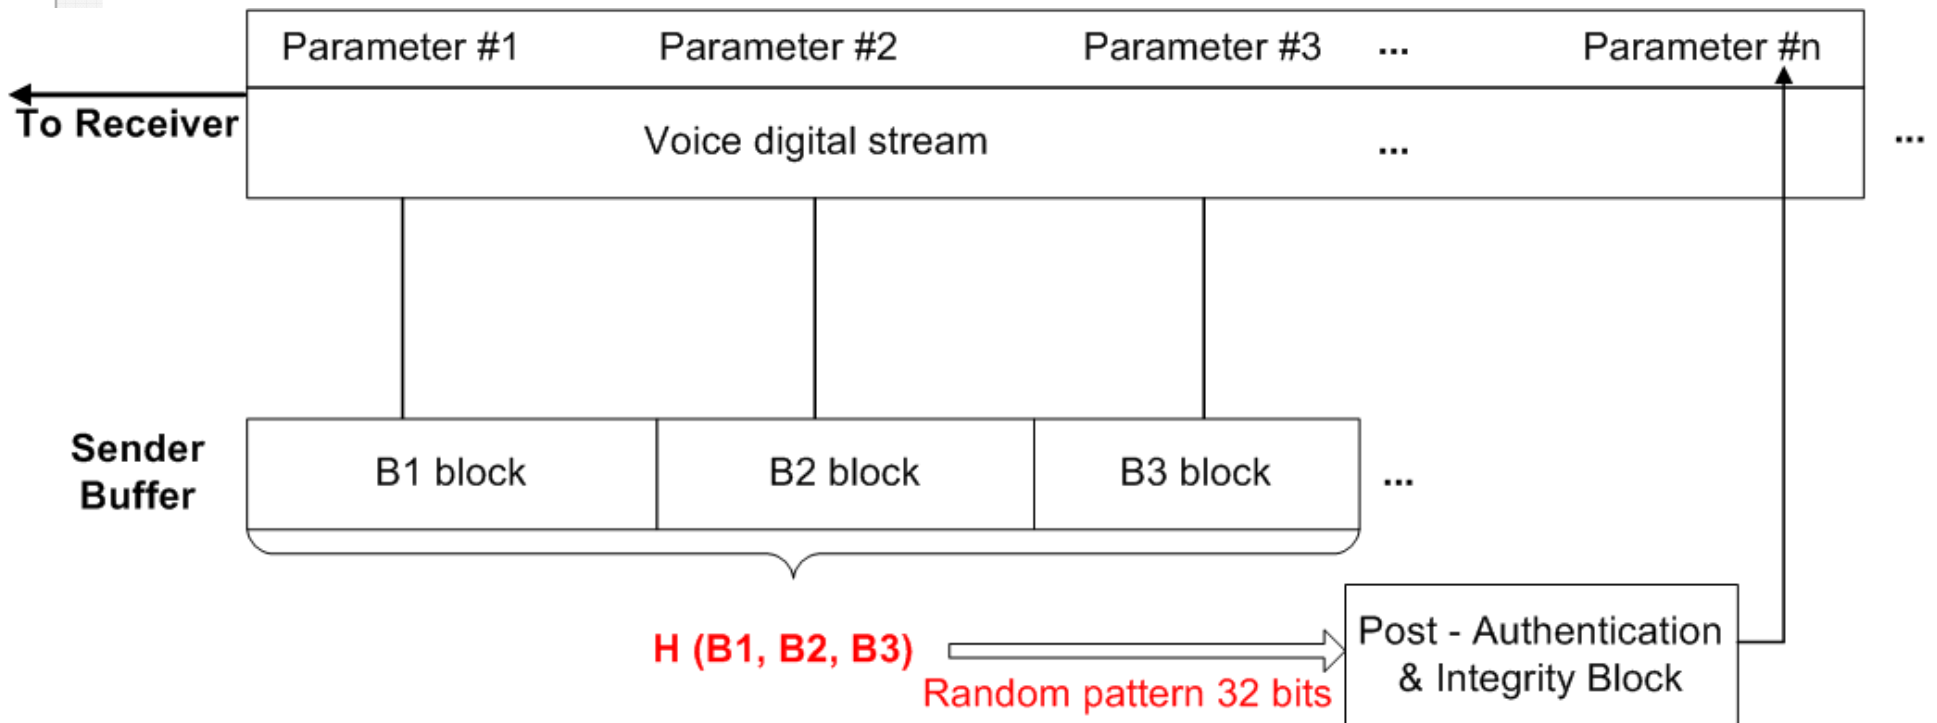 Parameter #1 Parameter #2 Parameter #3 ... Parameter #n
To Receiver
Voice digital stream ... ...
Sender
Buffer
B1 block B2 block B3 block ...
H (B1, B2, B3)
Random pattern 32 bits
Post - Authentication
& Integrity Block